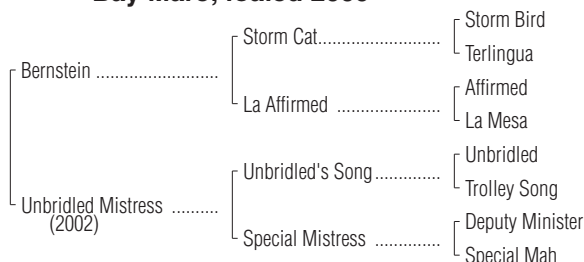 Bay Mare; foaled
Storm Bird
Storm Cat..............................
Terlingua
Bernstein ..............................
Affirmed
La Affirmed .........................
La Mesa
Unbridled
Unbridled's Song...............
Trolley Song
Unbridled Mistress ..........
(2002)
Deputy Minister
Special Mistress ...............
Special Mah